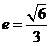 e = √6/3